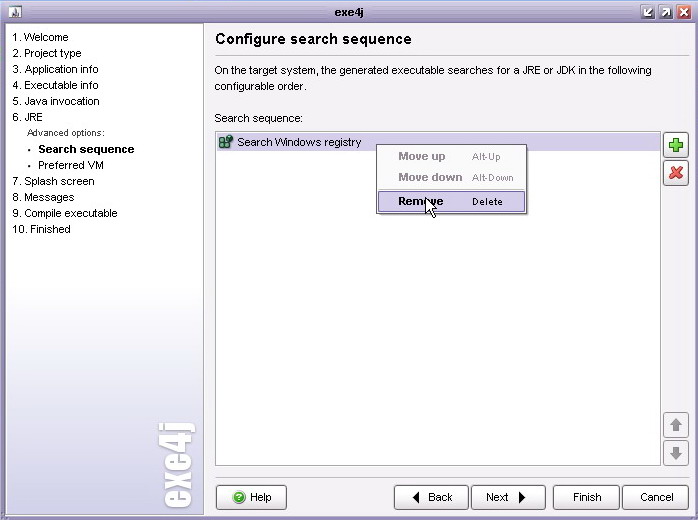 exe4j
1. Welcome
2. Project type
3. Application info
4. Executable info
5. Java invocation
6. JRE
Advanced options:
· Search sequence
· Preferred VM
7. Splash screen
8. Messages
9. Compile executable
10. Finished
exe4j
Configure search sequence
On the target system, the generated executable searches for a JRE or JDK in the following
configurable order.
Search sequence:
Search Windows registry
Move up Alt-Up
Move down Alt-Down
Remove Delete
Help
Back
Next
Finish
Cancel